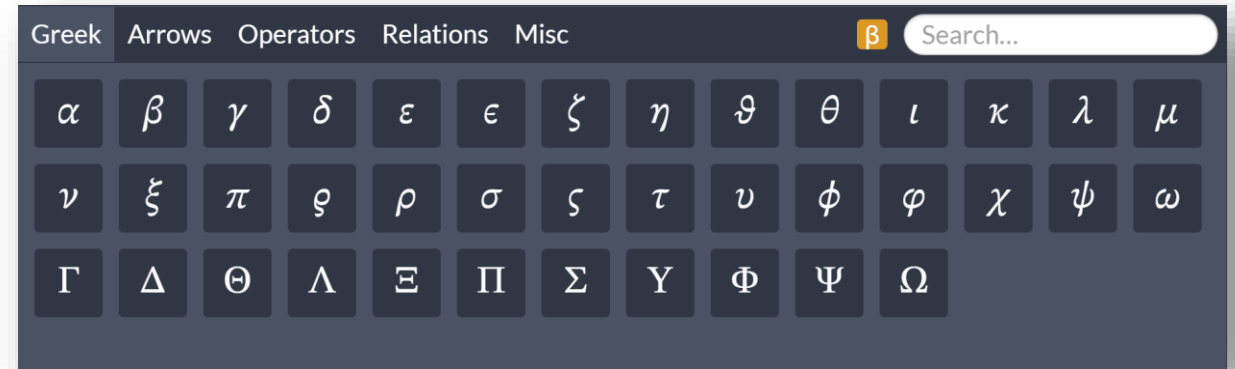 Greek Arrows Operators Relations Misc β Search...
α β γ δ ε ϵ ζ η ϑ θ ι κ λ μ
ν ξ π ϱ ρ σ ς τ υ ϕ φ χ ψ ω
Γ Δ Θ Λ Ξ Π Σ Υ Φ Ψ Ω